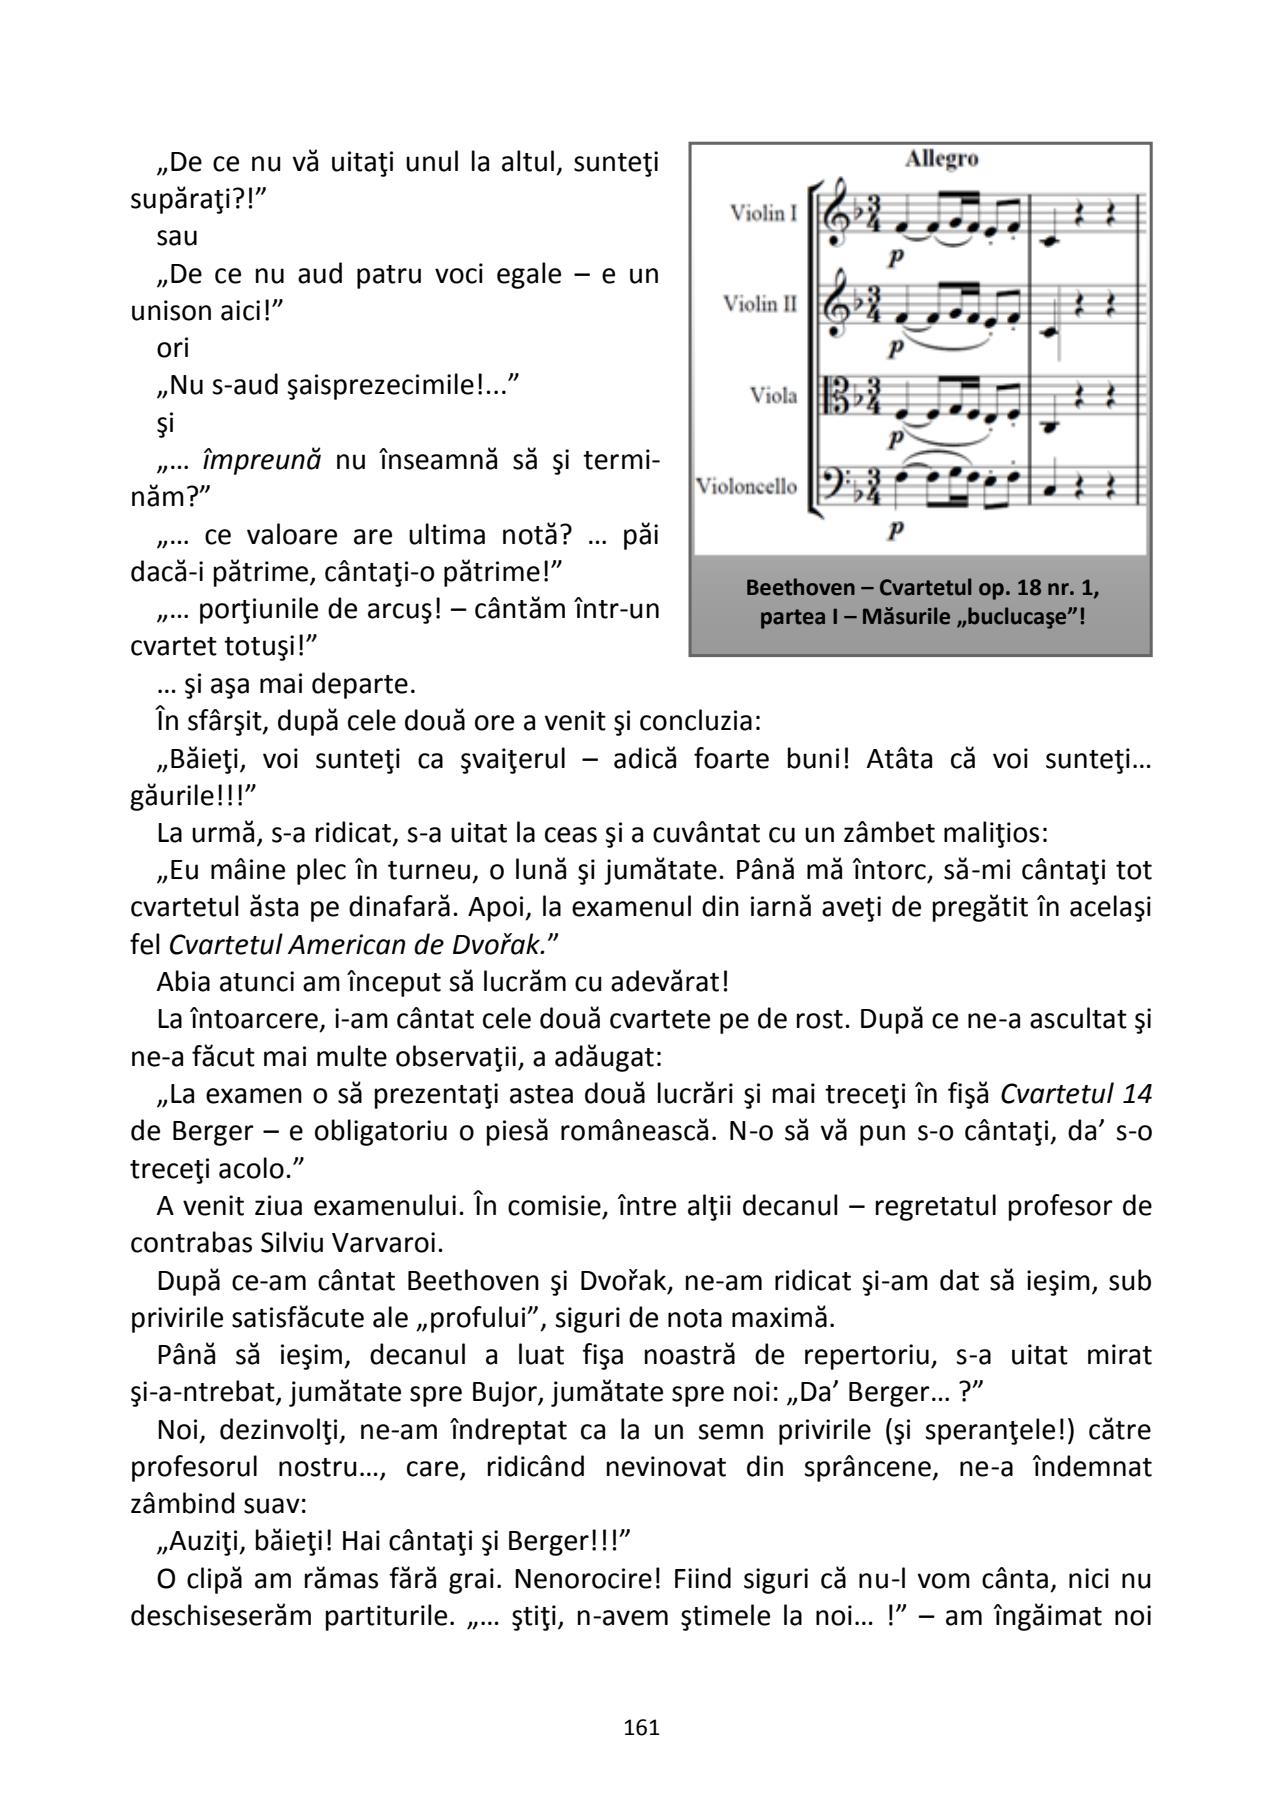 „De ce nu vă uitaţi unul la altul, sunteţi
supăraţi?!”
sau
„De ce nu aud patru voci egale – e un
unison aici!”
ori
„Nu s-aud şaisprezecimile!...”
şi
„… împreună nu înseamnă să şi termi-
năm?”
„… ce valoare are ultima notă? … păi
dacă-i pătrime, cântaţi-o pătrime!”
„… porţiunile de arcuş! – cântăm într-un
cvartet totuşi!”
Allegro
Violin I
p
Violin II
p
Viola
p
Violoncello
p
Beethoven – Cvartetul op. 18 nr. 1,
partea I – Măsurile „buclucaşe”!
… şi aşa mai departe.
În sfârşit, după cele două ore a venit şi concluzia:
„Băieţi, voi sunteţi ca şvaiţerul – adică foarte buni! Atâta că voi sunteţi…
găurile!!!”
La urmă, s-a ridicat, s-a uitat la ceas şi a cuvântat cu un zâmbet maliţios:
„Eu mâine plec în turneu, o lună şi jumătate. Până mă întorc, să-mi cântaţi tot
cvartetul ăsta pe dinafară. Apoi, la examenul din iarnă aveţi de pregătit în acelaşi
fel Cvartetul American de Dvořak.”
Abia atunci am început să lucrăm cu adevărat!
La întoarcere, i-am cântat cele două cvartete pe de rost. După ce ne-a ascultat şi
ne-a făcut mai multe observaţii, a adăugat:
„La examen o să prezentaţi astea două lucrări şi mai treceţi în fişă Cvartetul 14
de Berger – e obligatoriu o piesă românească. N-o să vă pun s-o cântaţi, da’ s-o
treceţi acolo.”
A venit ziua examenului. În comisie, între alţii decanul – regretatul profesor de
contrabas Silviu Varvaroi.
După ce-am cântat Beethoven şi Dvořak, ne-am ridicat şi-am dat să ieşim, sub
privirile satisfăcute ale „profului”, siguri de nota maximă.
Până să ieşim, decanul a luat fişa noastră de repertoriu, s-a uitat mirat
şi-a-ntrebat, jumătate spre Bujor, jumătate spre noi: „Da’ Berger… ?”
Noi, dezinvolţi, ne-am îndreptat ca la un semn privirile (şi speranţele!) către
profesorul nostru…, care, ridicând nevinovat din sprâncene, ne-a îndemnat
zâmbind suav:
„Auziţi, băieţi! Hai cântaţi şi Berger!!!”
O clipă am rămas fără grai. Nenorocire! Fiind siguri că nu-l vom cânta, nici nu
deschiseserăm partiturile. „… ştiţi, n-avem ştimele la noi… !” – am îngăimat noi
161